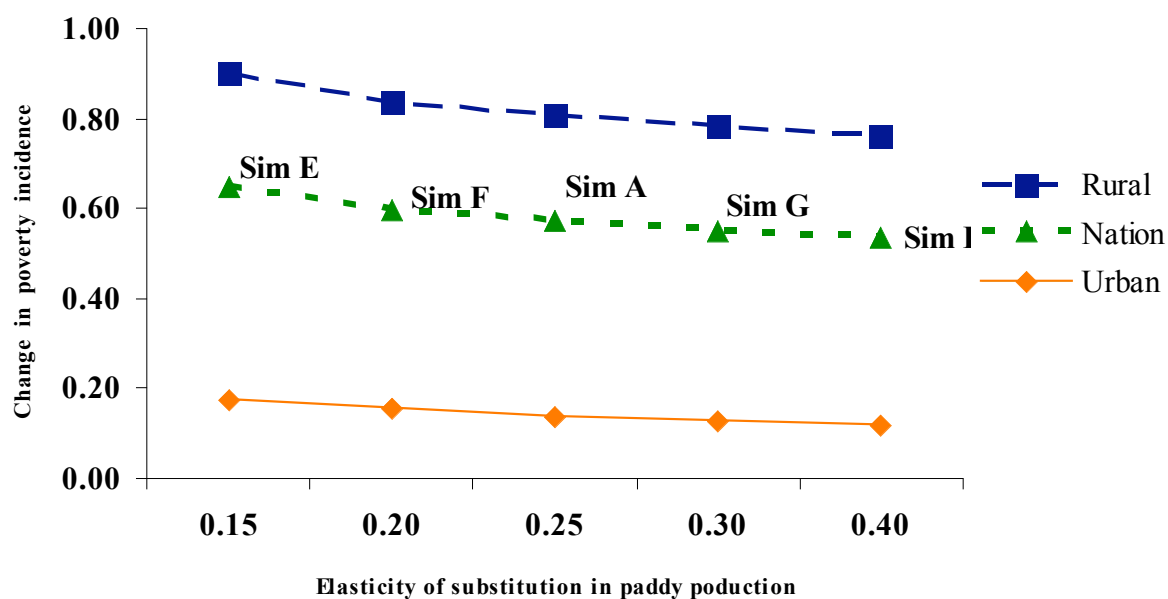 1.00
0.80
0.60
0.40
0.20
0.00
Change in poverty incidence
Sim E
Sim F
Sim A
Sim G
Sim
Rural
Nation
Urban
0.15 0.20 0.25 0.30 0.40
Elasticity of substitution in paddy poduction